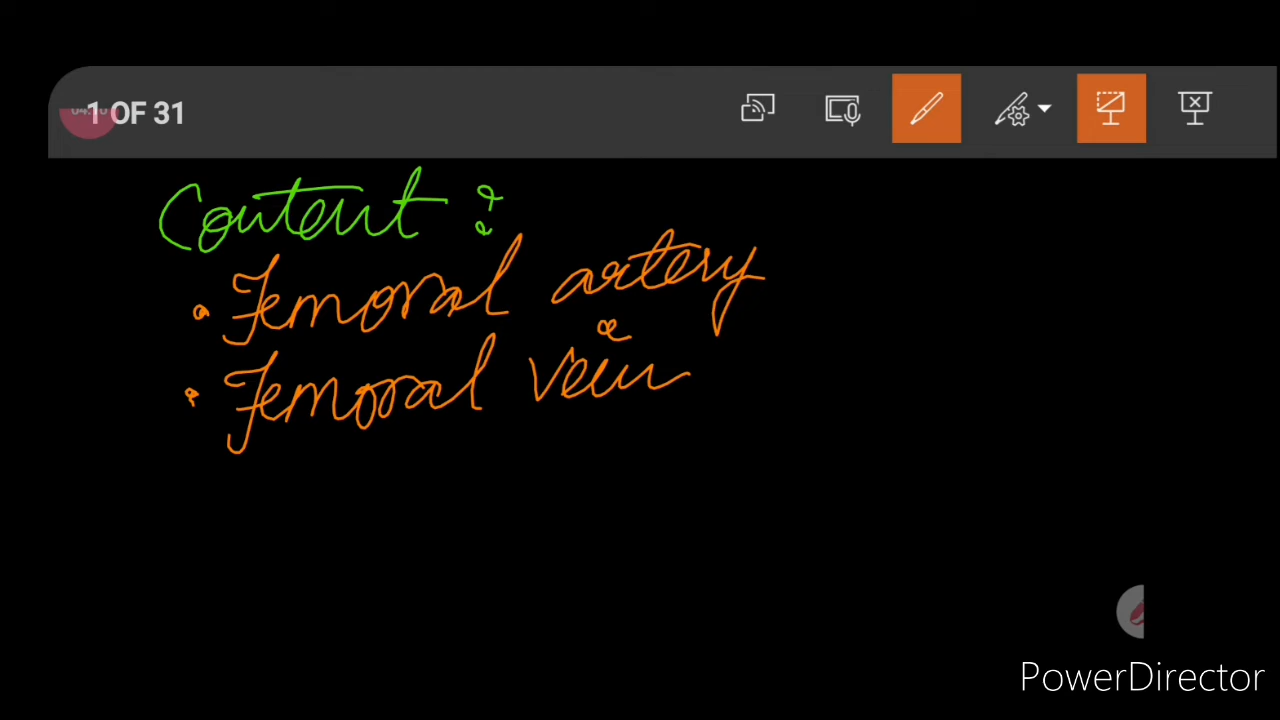 1 OF 31
Content :
• Femoral artery
• Femoral vein
PowerDirector